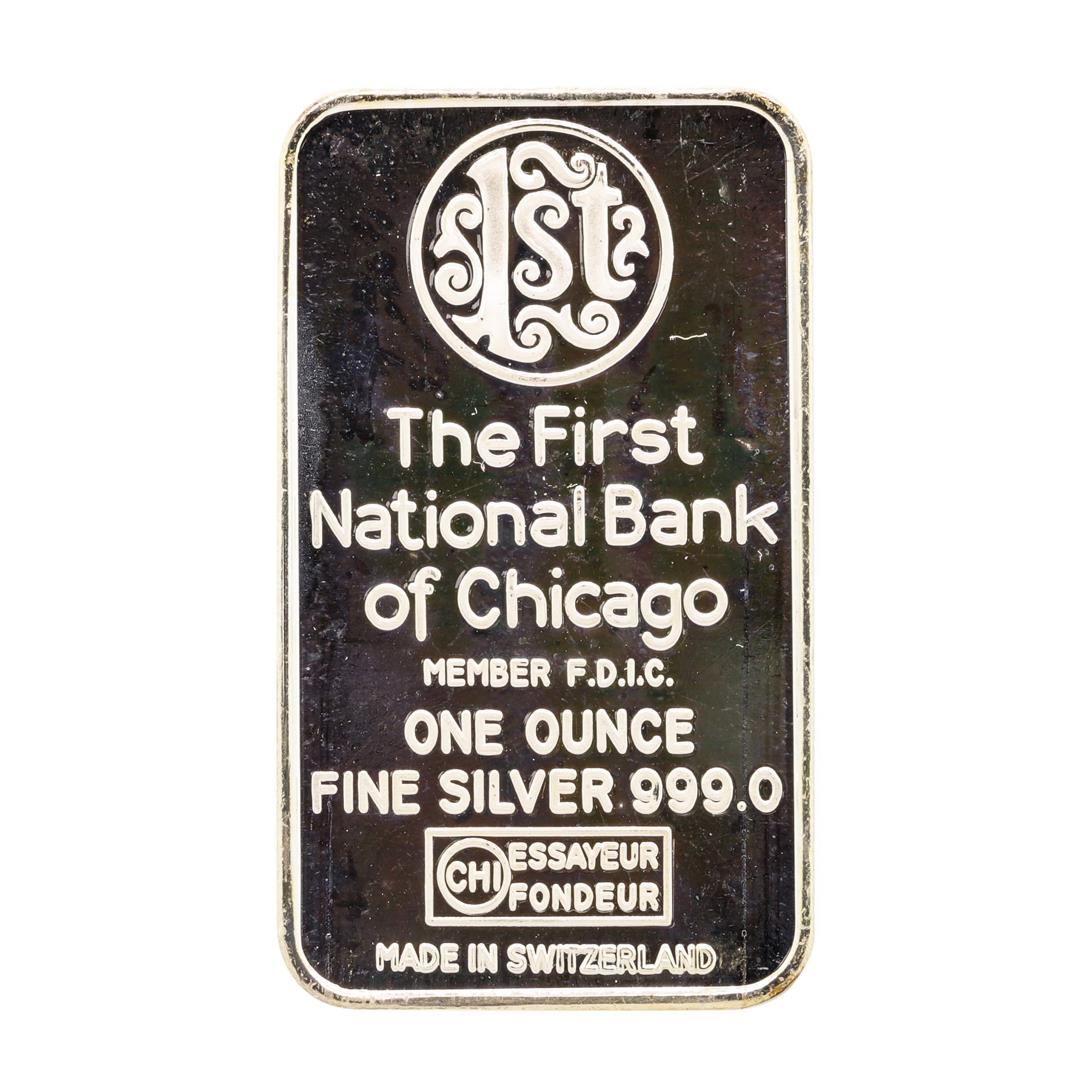 1st
The First
National Bank
of Chicago
MEMBER F.D.I.C.
ONE OUNCE
FINE SILVER 999.0
CHI ESSAYEUR
FONDEUR
MADE IN SWITZERLAND